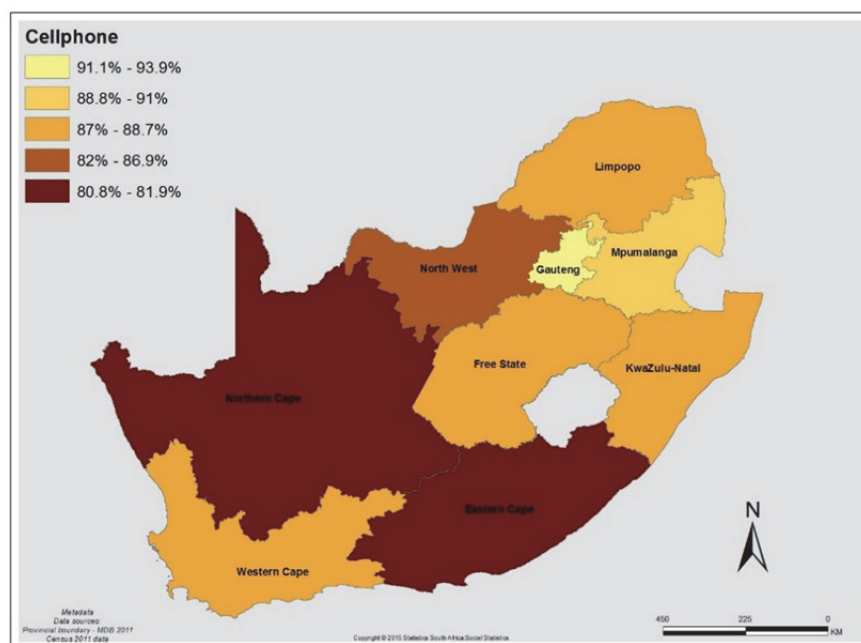 Cellphone
91.1% - 93.9%
88.8% - 91%
87% - 88.7%
82% - 86.9%
80.8% - 81.9%
Limpopo
North West
Gauteng
Mpumalanga
Free State
KwaZulu-Natal
Northern Cape
Eastern Cape
Western Cape
N
Metadata
Data sources:
Provincial boundary - MDB 2011
Census 2011 data
Copyright © 2015 Statistics South Africa Social Statistics
450 225 0
KM